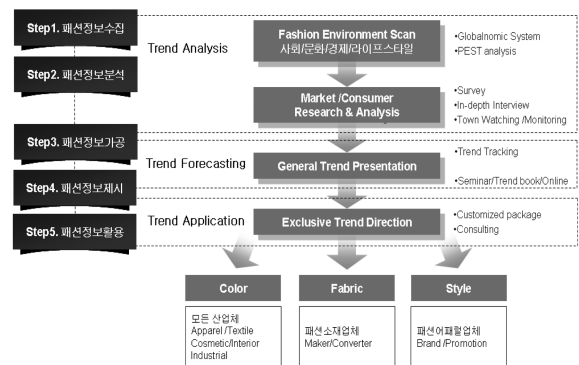 Step1. 패션정보수집
Step2. 패션정보분석
Step3. 패션정보가공
Step4. 패션정보제시
Step5. 패션정보활용
Trend Analysis
Fashion Environment Scan
사회/문화/경제/라이프스타일
•Globalnomic System
•PEST analysis
Market /Consumer
Research & Analysis
•Survey
•In-depth Interview
•Town Watching /Monitoring
Trend Forecasting
General Trend Presentation
•Trend Tracking
•Seminar/Trend book/Online
Trend Application
Exclusive Trend Direction
•Customized package
•Consulting
Color
모든 산업체
Apparel /Textile
Cosmetic/Interior
Industrial
Fabric
패션소재업체
Maker/Converter
Style
패션어패럴업체
Brand /Promotion